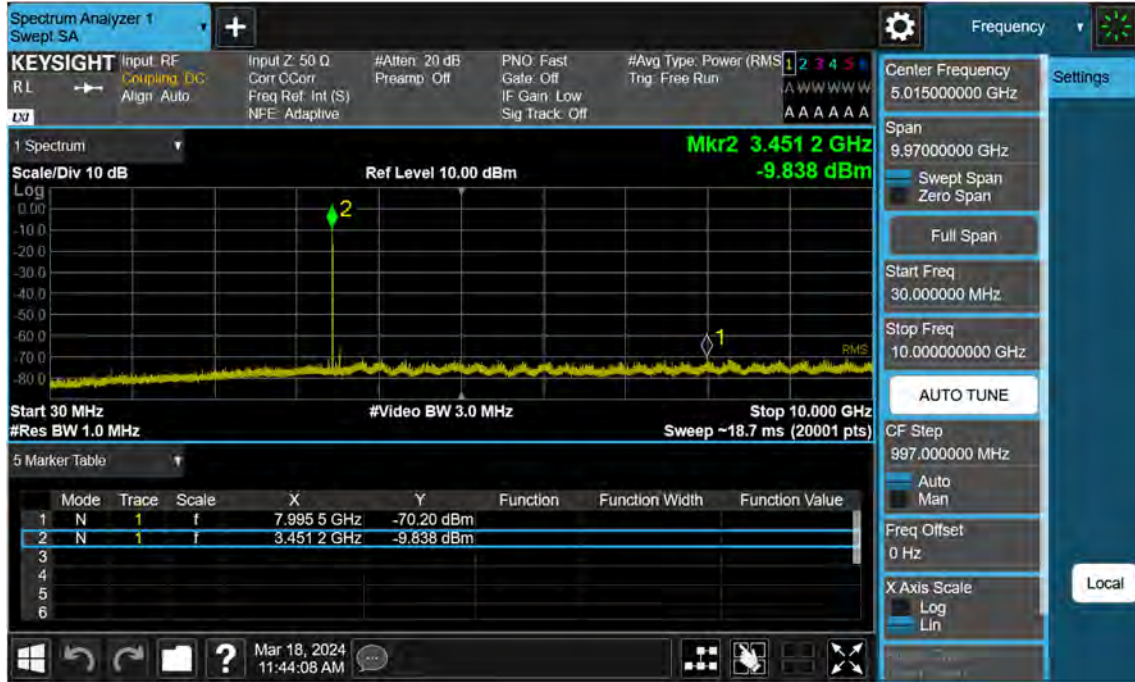 Spectrum Analyzer 1
Swept SA
+
Frequency
KEYSIGHT
RL
LXI
Input: RF
Coupling: DC
Align: Auto
Input Z: 50 Ω
Corr CCorr
Freq Ref: Int (S)
NFE: Adaptive
#Atten: 20 dB
Preamp: Off
PNO: Fast
Gate: Off
IF Gain: Low
Sig Track: Off
#Avg Type: Power (RMS
Trig: Free Run
1 2 3 4 5 6
A W W W W W
A A A A A A
Center Frequency
5.015000000 GHz
Settings
1 Spectrum
Mkr2 3.451 2 GHz
Scale/Div 10 dB
Ref Level 10.00 dBm
-9.838 dBm
Log
0.00
-10.0
-20.0
-30.0
-40.0
-50.0
-60.0
-70.0
-80.0
2
1
RMS
Start 30 MHz
#Video BW 3.0 MHz
Stop 10.000 GHz
#Res BW 1.0 MHz
Sweep ~18.7 ms (20001 pts)
Span
9.97000000 GHz
Swept Span
Zero Span
Full Span
Start Freq
30.000000 MHz
Stop Freq
10.000000000 GHz
AUTO TUNE
CF Step
997.000000 MHz
Auto
Man
Freq Offset
0 Hz
X Axis Scale
Log
Lin
Local
5 Marker Table
Mode Trace Scale X Y Function Function Width Function Value
1 N 1 f 7.995 5 GHz -70.20 dBm
2 N 1 f 3.451 2 GHz -9.838 dBm
3
4
5
6
?
Mar 18, 2024
11:44:08 AM